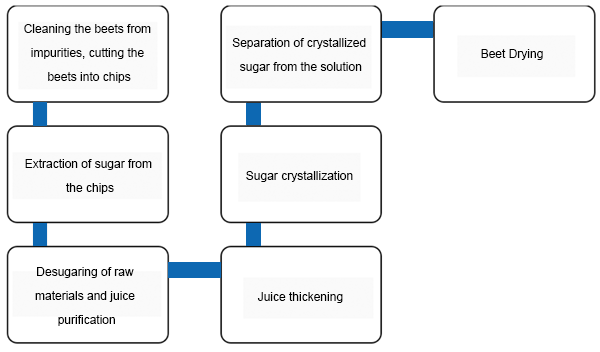 Cleaning the beets from
impurities, cutting the
beets into chips
Extraction of sugar from
the chips
Desugaring of raw
materials and juice
purification
Juice thickening
Sugar crystallization
Separation of crystallized
sugar from the solution
Beet Drying